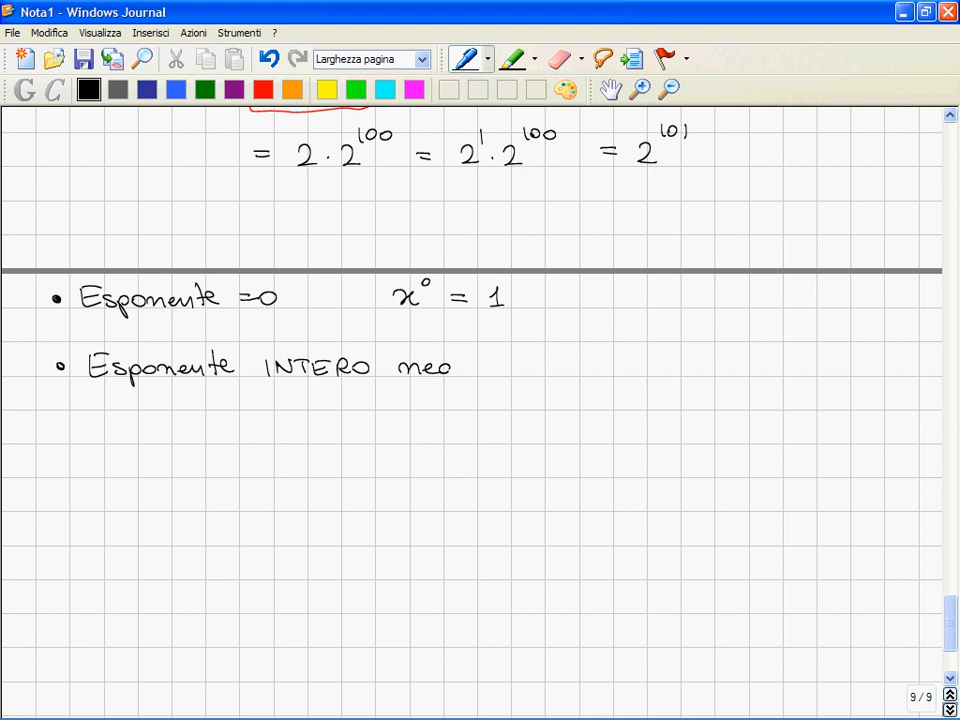 Nota1 - Windows Journal
File Modifica Visualizza Inserisci Azioni Strumenti ?
Larghezza pagina
= 2 · 2^100 = 2^1 · 2^100 = 2^101
• Esponente =0 x^0 = 1
• Esponente INTERO neo
9 / 9